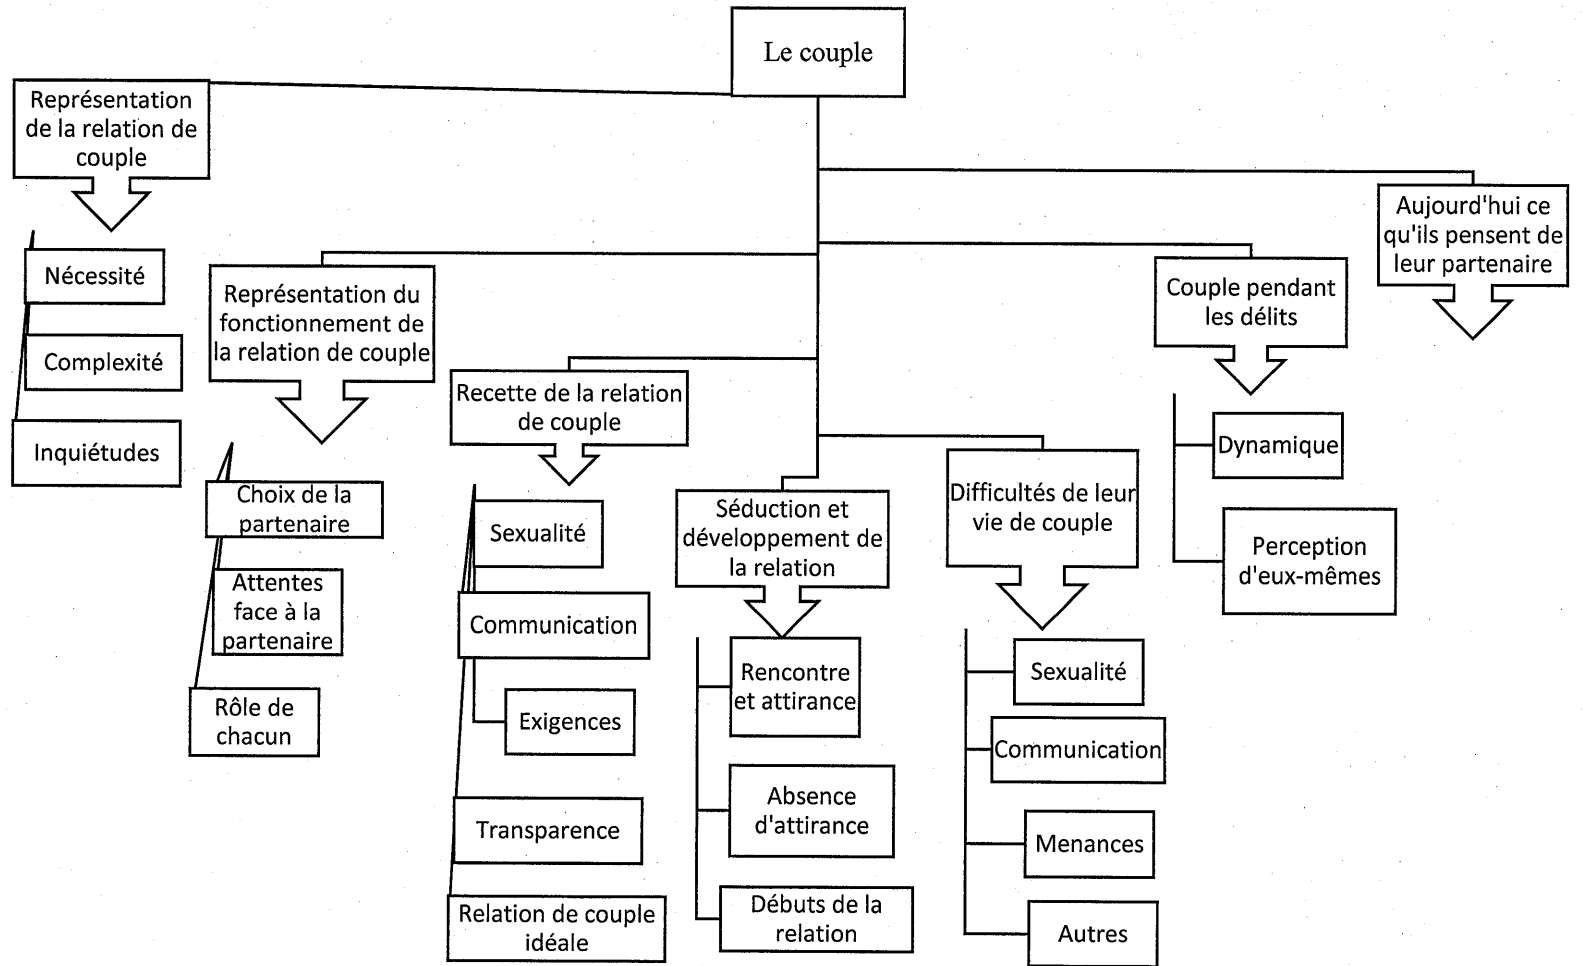 Le couple
Représentation
de la relation de
couple
Nécessité
Complexité
Inquiétudes
Représentation du
fonctionnement de
la relation de couple
Choix de la
partenaire
Attentes
face à la
partenaire
Rôle de
chacun
Recette de la relation
de couple
Sexualité
Communication
Exigences
Transparence
Relation de couple
idéale
Séduction et
développement de
la relation
Rencontre
et attirance
Absence
d'attirance
Débuts de la
relation
Difficultés de leur
vie de couple
Sexualité
Communication
Menances
Autres
Couple pendant
les délits
Dynamique
Perception
d'eux-mêmes
Aujourd'hui ce
qu'ils pensent de
leur partenaire